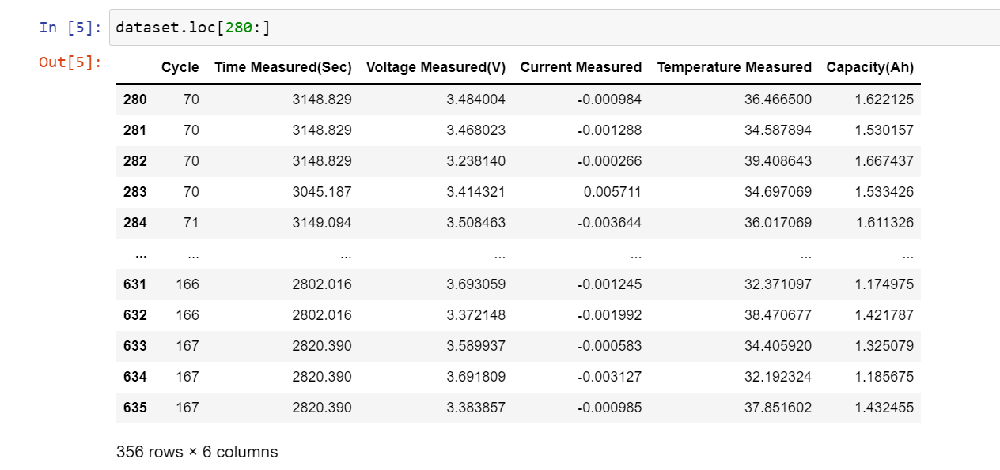 In [5]: dataset.loc[280:]
Out[5]:
Cycle Time Measured(Sec) Voltage Measured(V) Current Measured Temperature Measured Capacity(Ah)
280 70 3148.829 3.484004 -0.000984 36.466500 1.622125
281 70 3148.829 3.468023 -0.001288 34.587894 1.530157
282 70 3148.829 3.238140 -0.000266 39.408643 1.667437
283 70 3045.187 3.414321 0.005711 34.697069 1.533426
284 71 3149.094 3.508463 -0.003644 36.017069 1.611326
... ... ... ... ... ... ...
631 166 2802.016 3.693059 -0.001245 32.371097 1.174975
632 166 2802.016 3.372148 -0.001992 38.470677 1.421787
633 167 2820.390 3.589937 -0.000583 34.405920 1.325079
634 167 2820.390 3.691809 -0.003127 32.192324 1.185675
635 167 2820.390 3.383857 -0.000985 37.851602 1.432455
356 rows × 6 columns